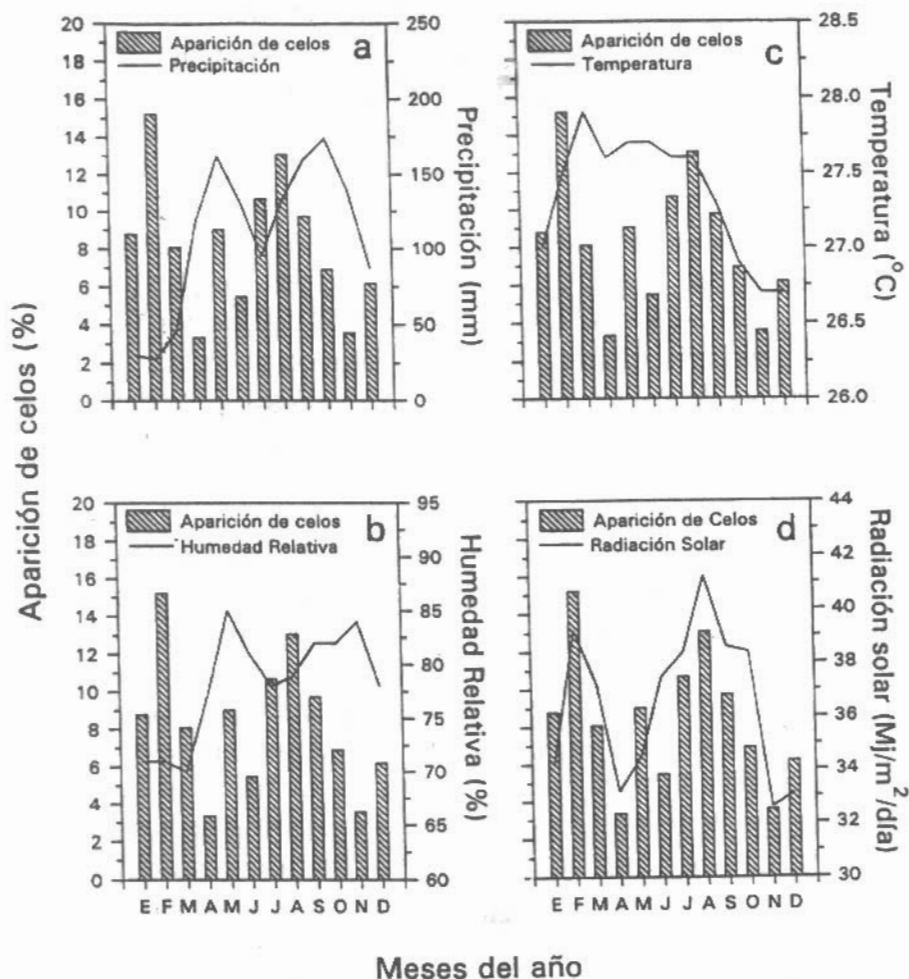 Aparición de celos (%)
20
18
16
14
12
10
8
6
4
2
0
Aparición de celos
Precipitación
a
250
200
150
100
50
0
Precipitación (mm)
Aparición de celos
Temperatura
c
28.5
28.0
27.5
27.0
26.5
26.0
Temperatura (°C)
20
18
16
14
12
10
8
6
4
2
0
Aparición de celos
Humedad Relativa
b
95
90
85
80
75
70
65
60
Humedad Relativa (%)
E F M A M J J A S O N D
Aparición de Celos
Radiación Solar
d
44
42
40
38
36
34
32
30
Radiación solar (Mj/m²/día)
E F M A M J J A S O N D
Meses del año